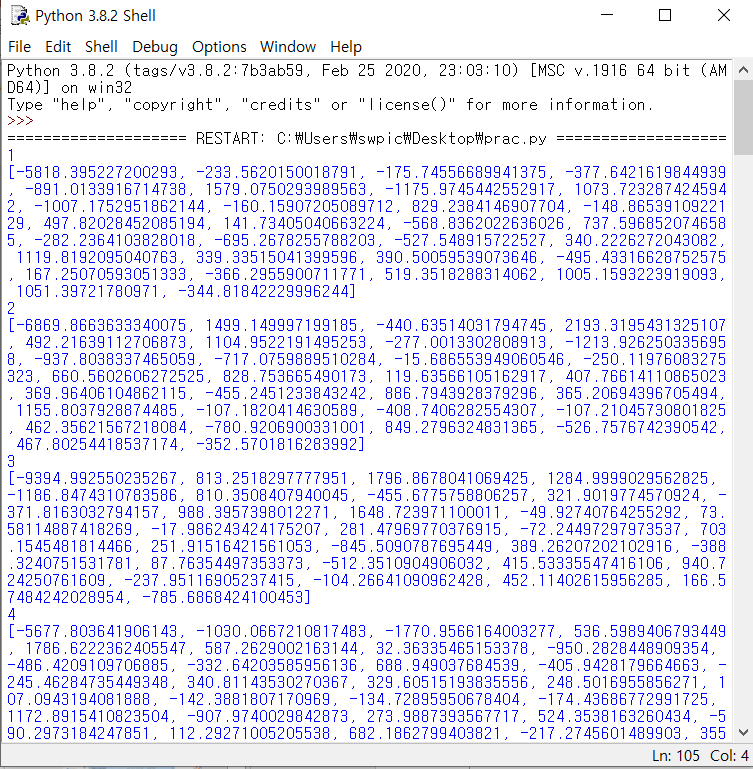 Python 3.8.2 Shell
File Edit Shell Debug Options Window Help
Python 3.8.2 (tags/v3.8.2:7b3ab59, Feb 25 2020, 23:03:10) [MSC v.1916 64 bit (AM
D64)] on win32
Type "help", "copyright", "credits" or "license()" for more information.
>>>
==================== RESTART: C:₩Users₩swpic₩Desktop₩prac.py ===================
1
[-5818.395227200293, -233.5620150018791, -175.74556689941375, -377.6421619844939
, -891.0133916714738, 1579.0750293989563, -1175.9745442552917, 1073.723287424594
2, -1007.1752951862144, -160.15907205089712, 829.2384146907704, -148.86539109221
129, 497.82028452085194, 141.73405040663224, -568.8362022636026, 737.59685207465
85, -282.2364103828018, -695.2678255788203, -527.548915722527, 340.2226272043082,
1119.8192095040763, 339.33515041399596, 390.50059539073646, -495.43316628752575
, 167.25070593051333, -366.2955900711771, 519.3518288314062, 1005.1593223919093,
1051.39721780971, -344.81842229996244]
2
[-6869.8663633340075, 1499.149997199185, -440.63514031794745, 2193.3195431325107
, 492.21639112706873, 1104.9522191495253, -277.0013302808913, -1213.926250335695
8, -937.8038337465059, -717.0759889510284, -15.686553949060546, -250.11976083275
323, 660.5602606272525, 828.753665490173, 119.63566105162917, 407.76614110865023
, 369.96406104862115, -455.2451233843242, 886.7943928379296, 365.20694396705494,
1155.8037928874485, -107.1820414630589, -408.7406282554307, -107.21045730801825
, 462.35621567218084, -780.9206900331001, 849.2796324831365, -526.7576742390542,
467.80254418537174, -352.5701816283992]
3
[-9394.992550235267, 813.2518297777951, 1796.8678041069425, 1284.9999029562825,
-1186.8474310783586, 810.3508407940045, -455.6775758806257, 321.9019774570924, -
371.8163032794157, 988.3957398012271, 1648.723971100011, -49.92740764255292, 73.
58114887418269, -17.986243424175207, 281.47969770376915, -72.24497297973537, 703
.1545481814466, 251.91516421561053, -845.5090787695449, 389.26207202102916, -388
.3240751531781, 87.76354497353373, -512.3510904906032, 415.53335547416106, 940.7
24250761609, -237.95116905237415, -104.26641090962428, 452.11402615956285, 166.5
7484242028954, -785.6868424100453]
4
[-5677.803641906143, -1030.0667210817483, -1770.9566164003277, 536.5989406793449
, 1786.6222362405547, 587.2629002163144, 32.36335465153378, -950.2828448909354,
-486.4209109706885, -332.64203585956136, 688.949037684539, -405.9428179664663, -
245.46284735449348, 340.81143530270367, 329.60515193835556, 248.5016955856271, 1
07.0943194081888, -142.3881807170969, -134.72895950678404, -174.43686772991725,
1172.8915410823504, -907.9740029842873, 273.9887393567717, 524.3538163260434, -5
90.2973184247851, 112.29271005205538, 682.1862799403821, -217.2745601489903, 355
Ln: 105 Col: 4